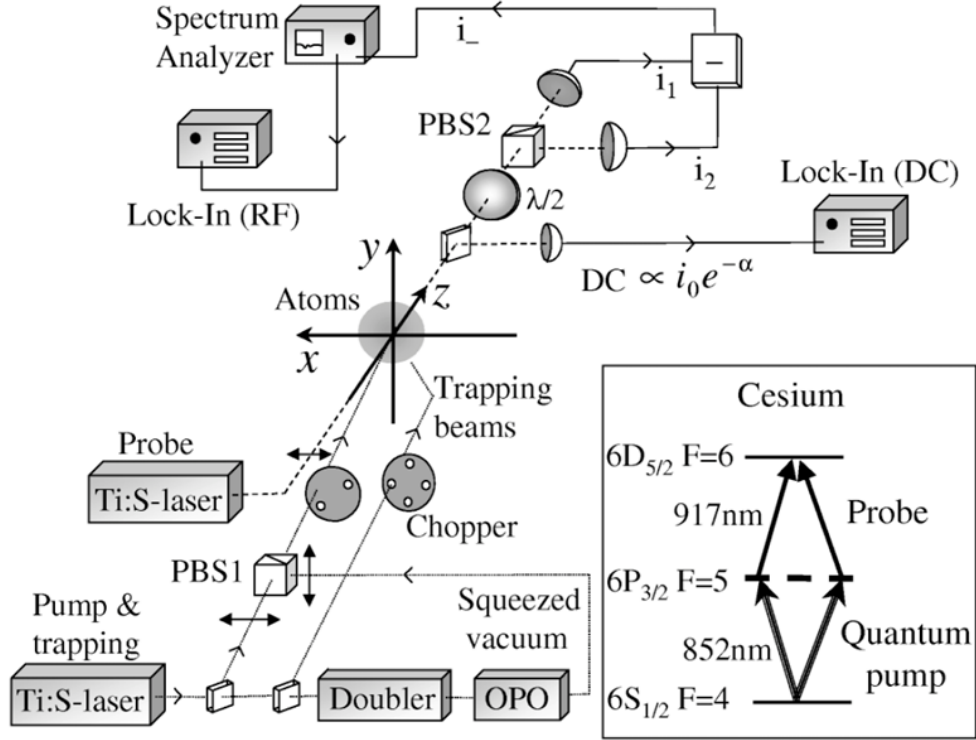 Spectrum
Analyzer
i_
i₁
−
PBS2
i₂
Lock-In (RF)
λ/2
Lock-In (DC)
DC ∝ i₀e^{−α}
y
Atoms
z
x
Trapping
beams
Probe
Ti:S-laser
Chopper
PBS1
Squeezed
vacuum
Pump &
trapping
Ti:S-laser
Doubler
OPO
Cesium
6D₅/₂ F=6
917nm
Probe
6P₃/₂ F=5
852nm
Quantum
pump
6S₁/₂ F=4